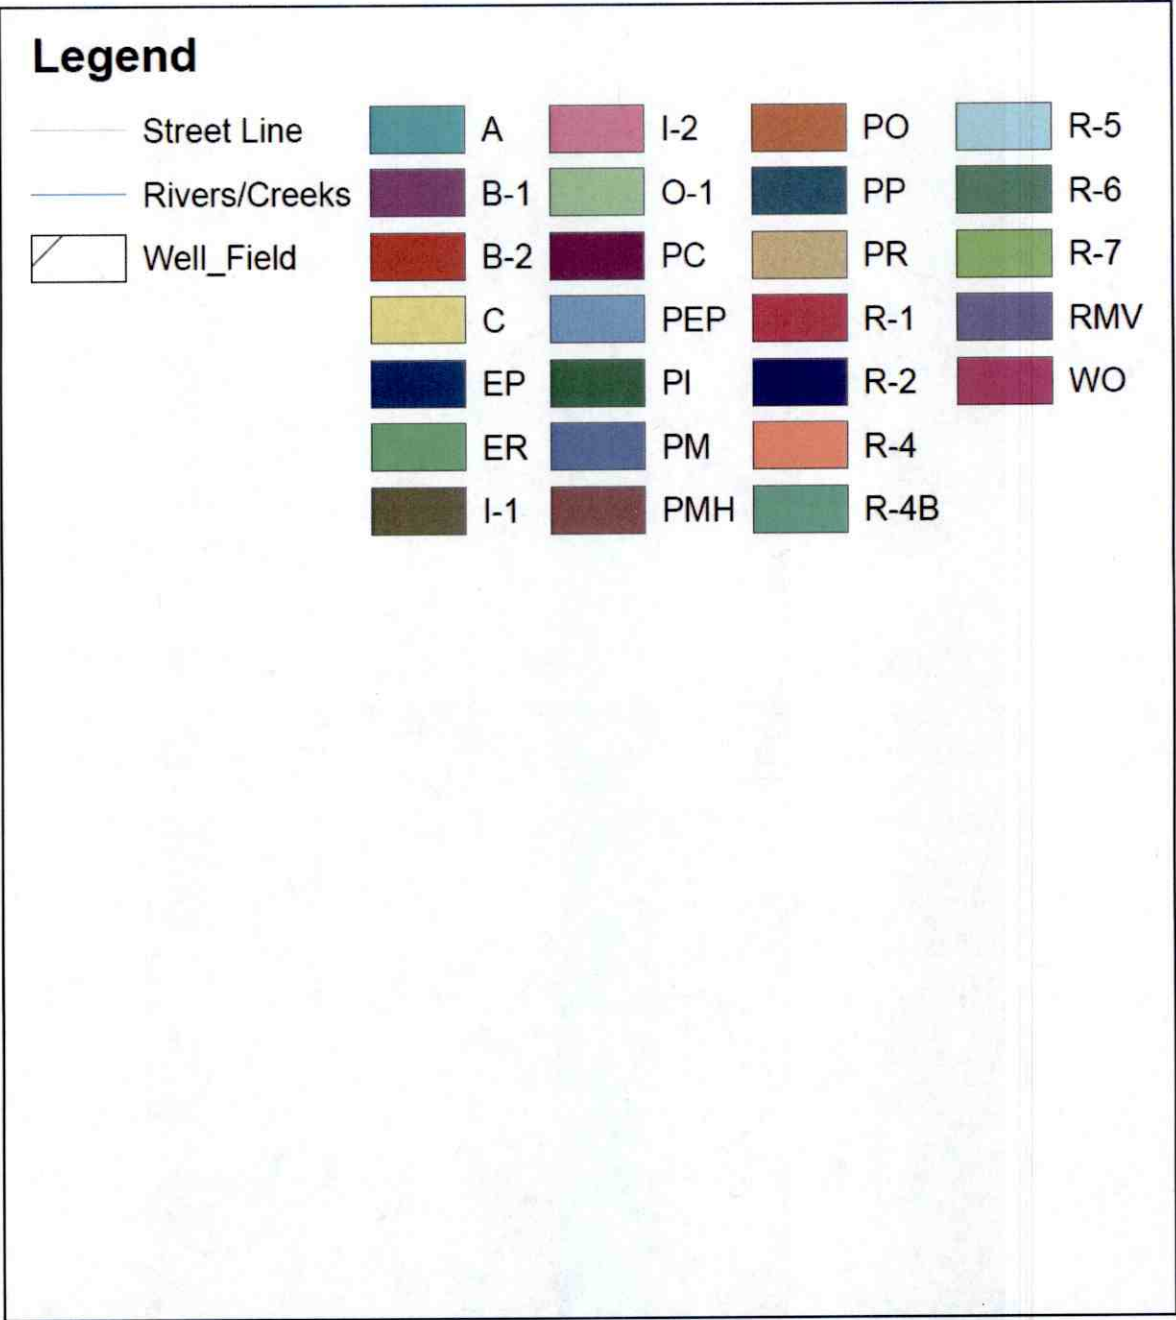 Legend
Street Line
Rivers/Creeks
Well_Field
A
B-1
B-2
C
EP
ER
I-1
I-2
O-1
PC
PEP
PI
PM
PMH
PO
PP
PR
R-1
R-2
R-4
R-4B
R-5
R-6
R-7
RMV
WO